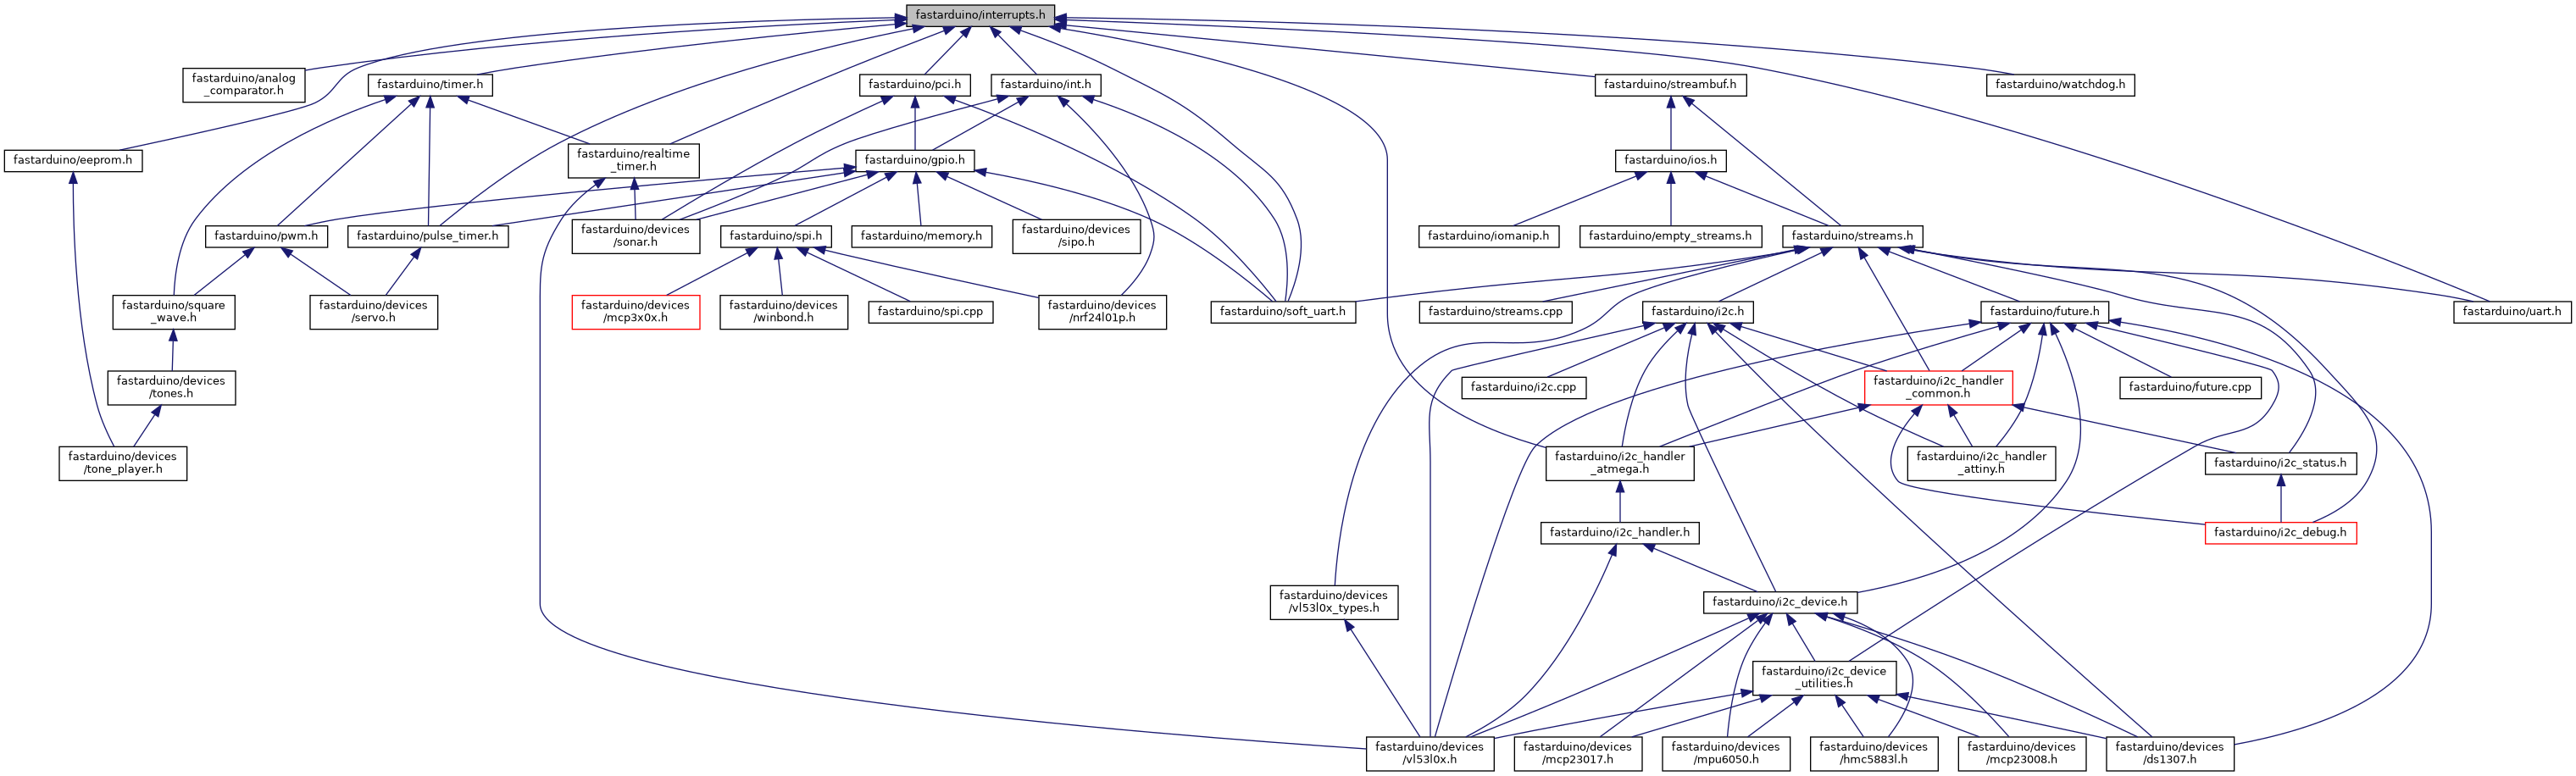 fastarduino/interrupts.h
fastarduino/analog
_comparator.h
fastarduino/timer.h
fastarduino/pci.h
fastarduino/int.h
fastarduino/streambuf.h
fastarduino/watchdog.h
fastarduino/eeprom.h
fastarduino/realtime
_timer.h
fastarduino/gpio.h
fastarduino/ios.h
fastarduino/pwm.h
fastarduino/pulse_timer.h
fastarduino/devices
/sonar.h
fastarduino/spi.h
fastarduino/memory.h
fastarduino/devices
/sipo.h
fastarduino/iomanip.h
fastarduino/empty_streams.h
fastarduino/streams.h
fastarduino/square
_wave.h
fastarduino/devices
/servo.h
fastarduino/devices
/mcp3x0x.h
fastarduino/devices
/winbond.h
fastarduino/spi.cpp
fastarduino/devices
/nrf24l01p.h
fastarduino/soft_uart.h
fastarduino/streams.cpp
fastarduino/i2c.h
fastarduino/future.h
fastarduino/uart.h
fastarduino/devices
/tones.h
fastarduino/i2c.cpp
fastarduino/i2c_handler
_common.h
fastarduino/future.cpp
fastarduino/devices
/tone_player.h
fastarduino/i2c_handler
_atmega.h
fastarduino/i2c_handler
_attiny.h
fastarduino/i2c_status.h
fastarduino/i2c_handler.h
fastarduino/i2c_debug.h
fastarduino/devices
/vl53l0x_types.h
fastarduino/i2c_device.h
fastarduino/i2c_device
_utilities.h
fastarduino/devices
/vl53l0x.h
fastarduino/devices
/mcp23017.h
fastarduino/devices
/mpu6050.h
fastarduino/devices
/hmc5883l.h
fastarduino/devices
/mcp23008.h
fastarduino/devices
/ds1307.h